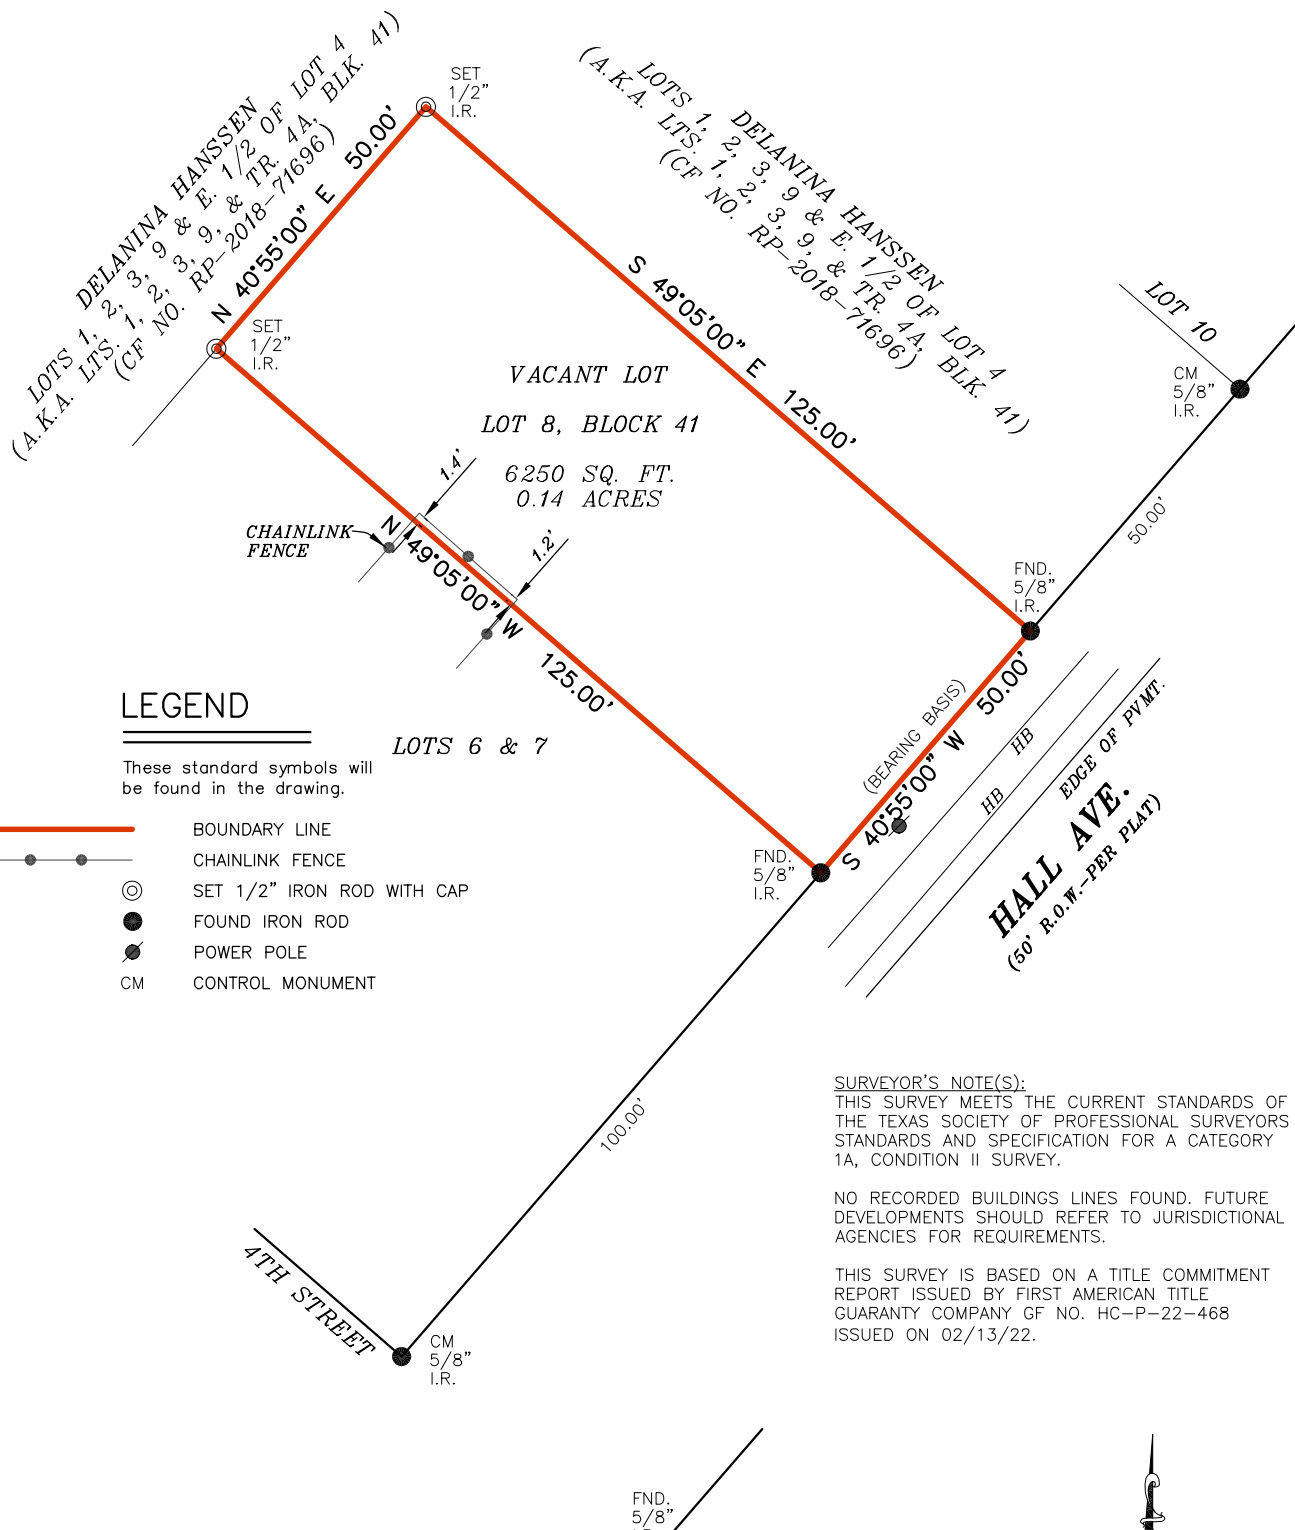 DELANINA HANSSEN
LOTS 1, 2, 3, 9 & E. 1/2 OF LOT 4
(A.K.A. LTS. 1, 2, 3, 9, & TR. 4A, BLK. 41)
(CF NO. RP-2018-71696)
N 40°55'00" E 50.00'
SET
1/2"
I.R.
DELANINA HANSSEN
LOTS 1, 2, 3, 9 & E. 1/2 OF LOT 4
(A.K.A. LTS. 1, 2, 3, 9, & TR. 4A, BLK. 41)
(CF NO. RP-2018-71696)
S 49°05'00" E 125.00'
LOT 10
CM
5/8"
I.R.
SET
1/2"
I.R.
VACANT LOT
LOT 8, BLOCK 41
6250 SQ. FT.
0.14 ACRES
1.4'
1.2'
CHAINLINK
FENCE
N 49°05'00" W 125.00'
50.00'
FND.
5/8"
I.R.
LOTS 6 & 7
(BEARING BASIS)
S 40°55'00" W 50.00'
HB
HB
EDGE OF PVMT.
HALL AVE.
(50' R.O.W.-PER PLAT)
FND.
5/8"
I.R.
LEGEND
These standard symbols will
be found in the drawing.
BOUNDARY LINE
CHAINLINK FENCE
SET 1/2" IRON ROD WITH CAP
FOUND IRON ROD
POWER POLE
CM CONTROL MONUMENT
100.00'
4TH STREET
CM
5/8"
I.R.
SURVEYOR'S NOTE(S):
THIS SURVEY MEETS THE CURRENT STANDARDS OF
THE TEXAS SOCIETY OF PROFESSIONAL SURVEYORS
STANDARDS AND SPECIFICATION FOR A CATEGORY
1A, CONDITION II SURVEY.
NO RECORDED BUILDINGS LINES FOUND. FUTURE
DEVELOPMENTS SHOULD REFER TO JURISDICTIONAL
AGENCIES FOR REQUIREMENTS.
THIS SURVEY IS BASED ON A TITLE COMMITMENT
REPORT ISSUED BY FIRST AMERICAN TITLE
GUARANTY COMPANY GF NO. HC-P-22-468
ISSUED ON 02/13/22.
FND.
5/8"